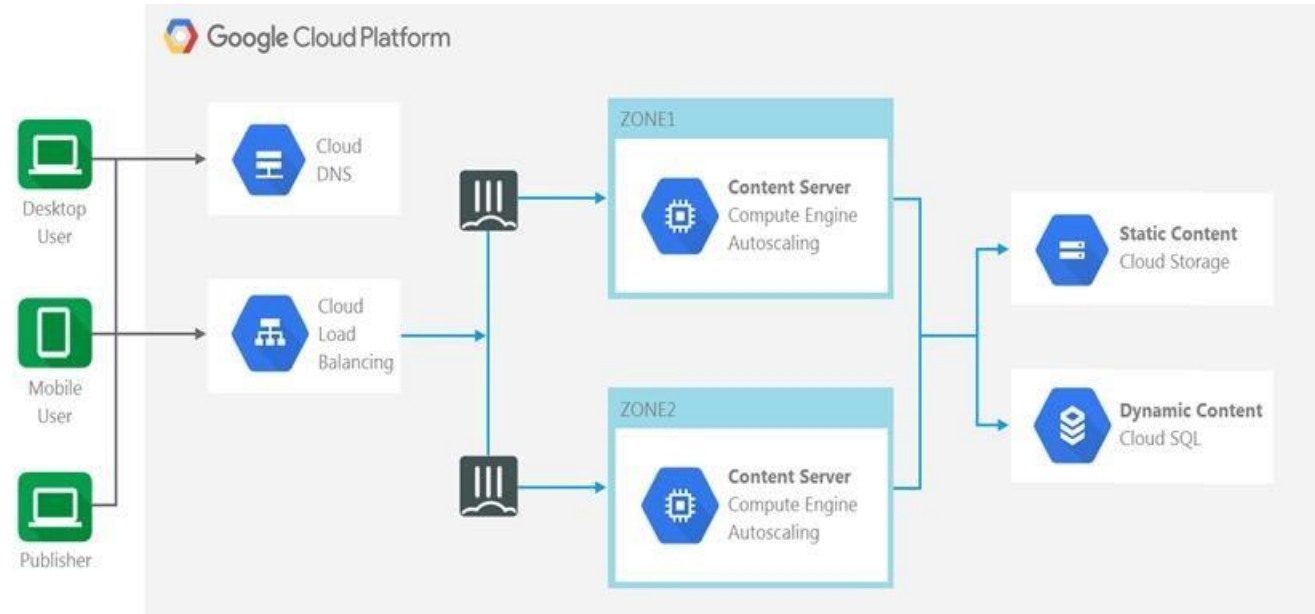 Google Cloud Platform
Desktop
User
Mobile
User
Publisher
Cloud
DNS
Cloud
Load
Balancing
ZONE1
Content Server
Compute Engine
Autoscaling
ZONE2
Content Server
Compute Engine
Autoscaling
Static Content
Cloud Storage
Dynamic Content
Cloud SQL